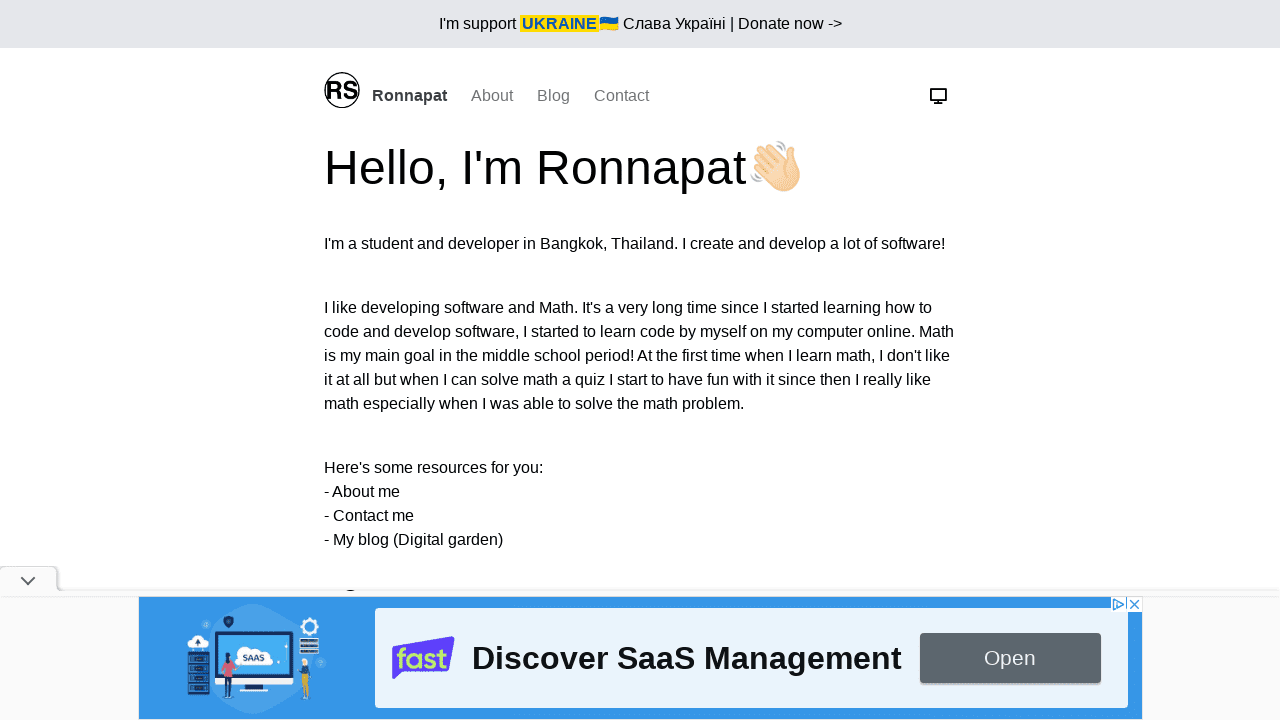 I'm support UKRAINE🇺🇦 Слава Україні | Donate now ->
RS Ronnapat About Blog Contact
Hello, I'm Ronnapat👋🏻
I'm a student and developer in Bangkok, Thailand. I create and develop a lot of software!
I like developing software and Math. It's a very long time since I started learning how to
code and develop software, I started to learn code by myself on my computer online. Math
is my main goal in the middle school period! At the first time when I learn math, I don't like
it at all but when I can solve math a quiz I start to have fun with it since then I really like
math especially when I was able to solve the math problem.
Here's some resources for you:
- About me
- Contact me
- My blog (Digital garden)
SAAS
fast
Discover SaaS Management
Open